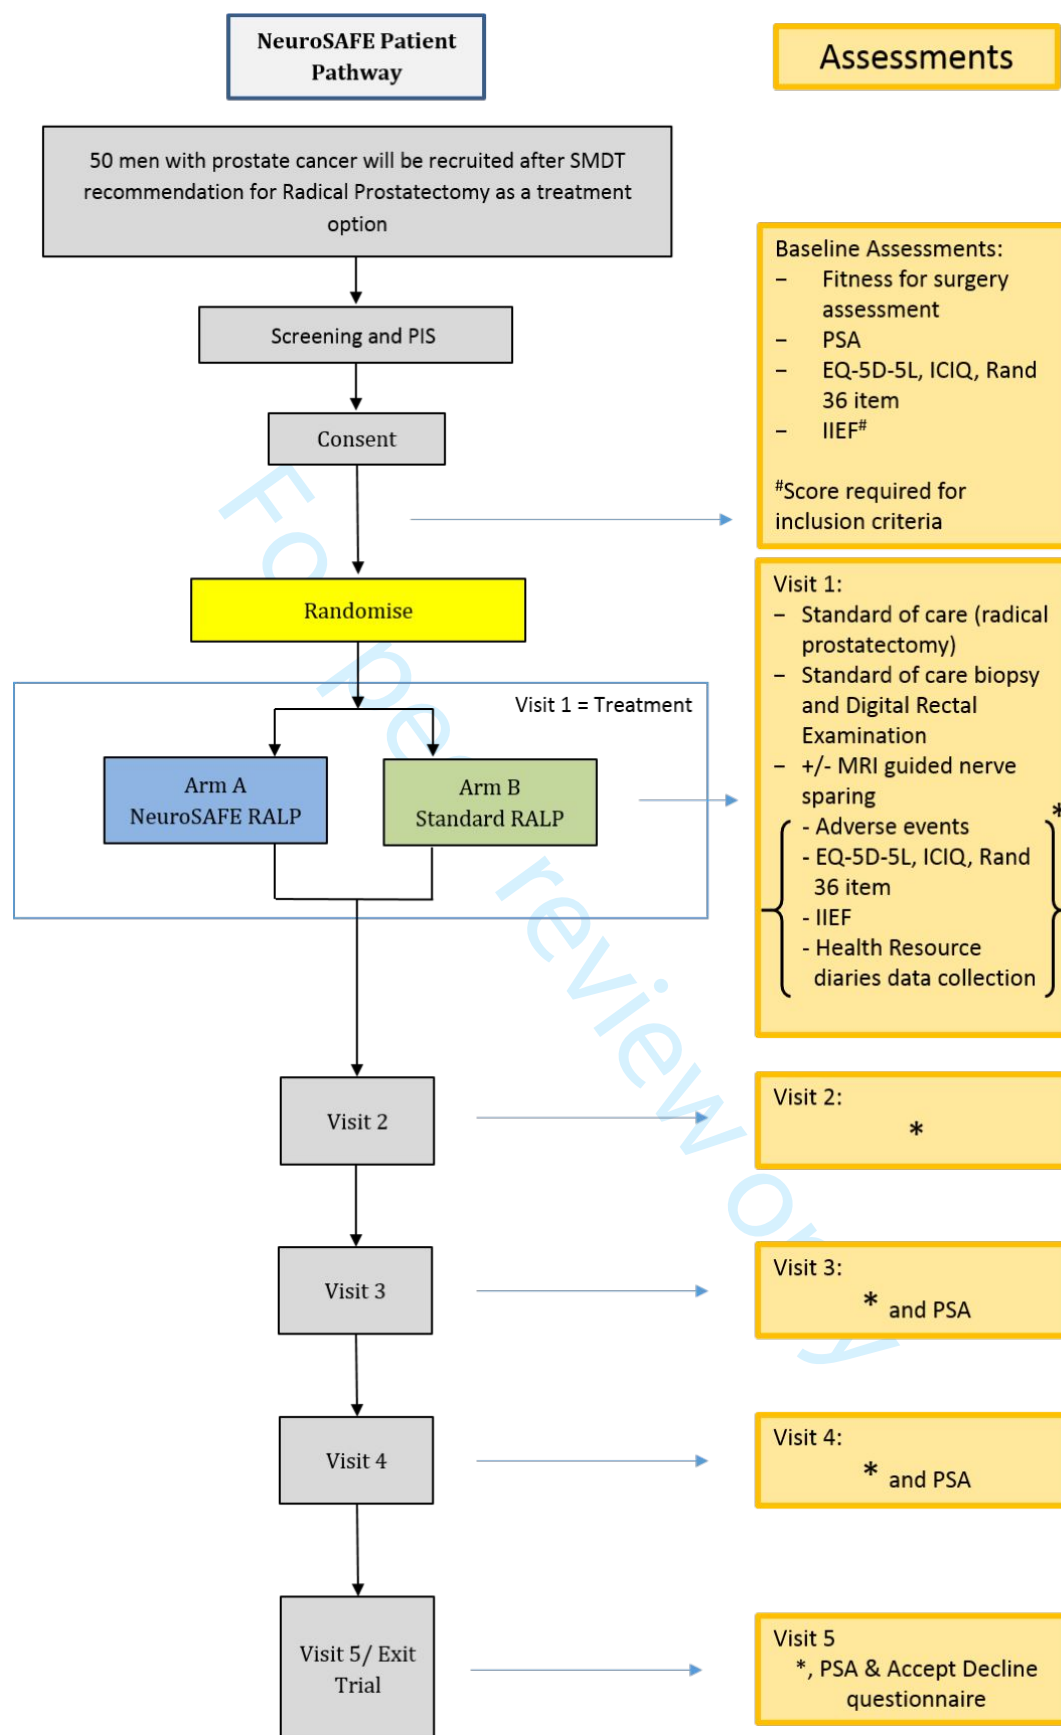 NeuroSAFE Patient
Pathway
Assessments
50 men with prostate cancer will be recruited after SMDT
recommendation for Radical Prostatectomy as a treatment
option
Screening and PIS
Consent
Baseline Assessments:
– Fitness for surgery
assessment
– PSA
– EQ-5D-5L, ICIQ, Rand
36 item
– IIEF#
#Score required for
inclusion criteria
Randomise
Visit 1 = Treatment
Arm A
NeuroSAFE RALP
Arm B
Standard RALP
Visit 1:
– Standard of care (radical
prostatectomy)
– Standard of care biopsy
and Digital Rectal
Examination
– +/- MRI guided nerve
sparing
*
- Adverse events
- EQ-5D-5L, ICIQ, Rand
36 item
- IIEF
- Health Resource
diaries data collection
Visit 2
Visit 2:
*
Visit 3
Visit 3:
* and PSA
Visit 4
Visit 4:
* and PSA
Visit 5/ Exit
Trial
Visit 5
*, PSA & Accept Decline
questionnaire
For peer review only